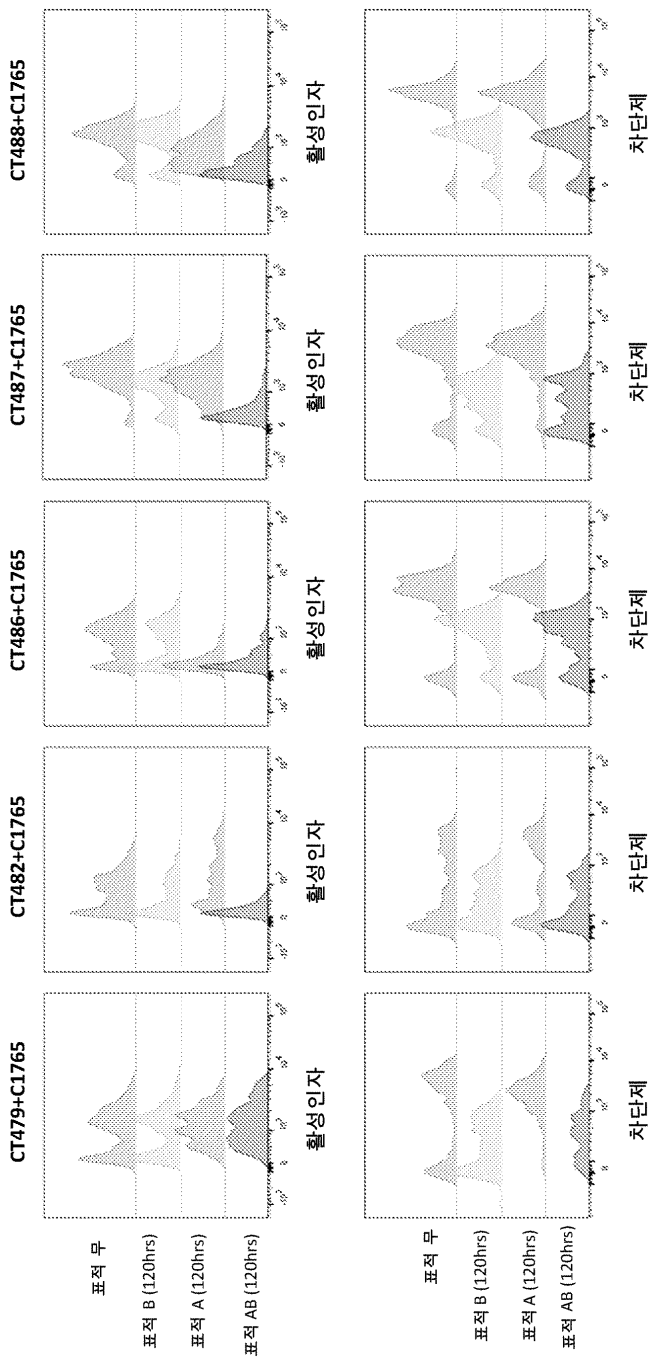 CT479+C1765
CT482+C1765
CT486+C1765
CT487+C1765
CT488+C1765
표적 무
표적 B (120hrs)
표적 A (120hrs)
표적 AB (120hrs)
활성인자
활성인자
활성인자
활성인자
활성인자
표적 무
표적 B (120hrs)
표적 A (120hrs)
표적 AB (120hrs)
차단제
차단제
차단제
차단제
차단제